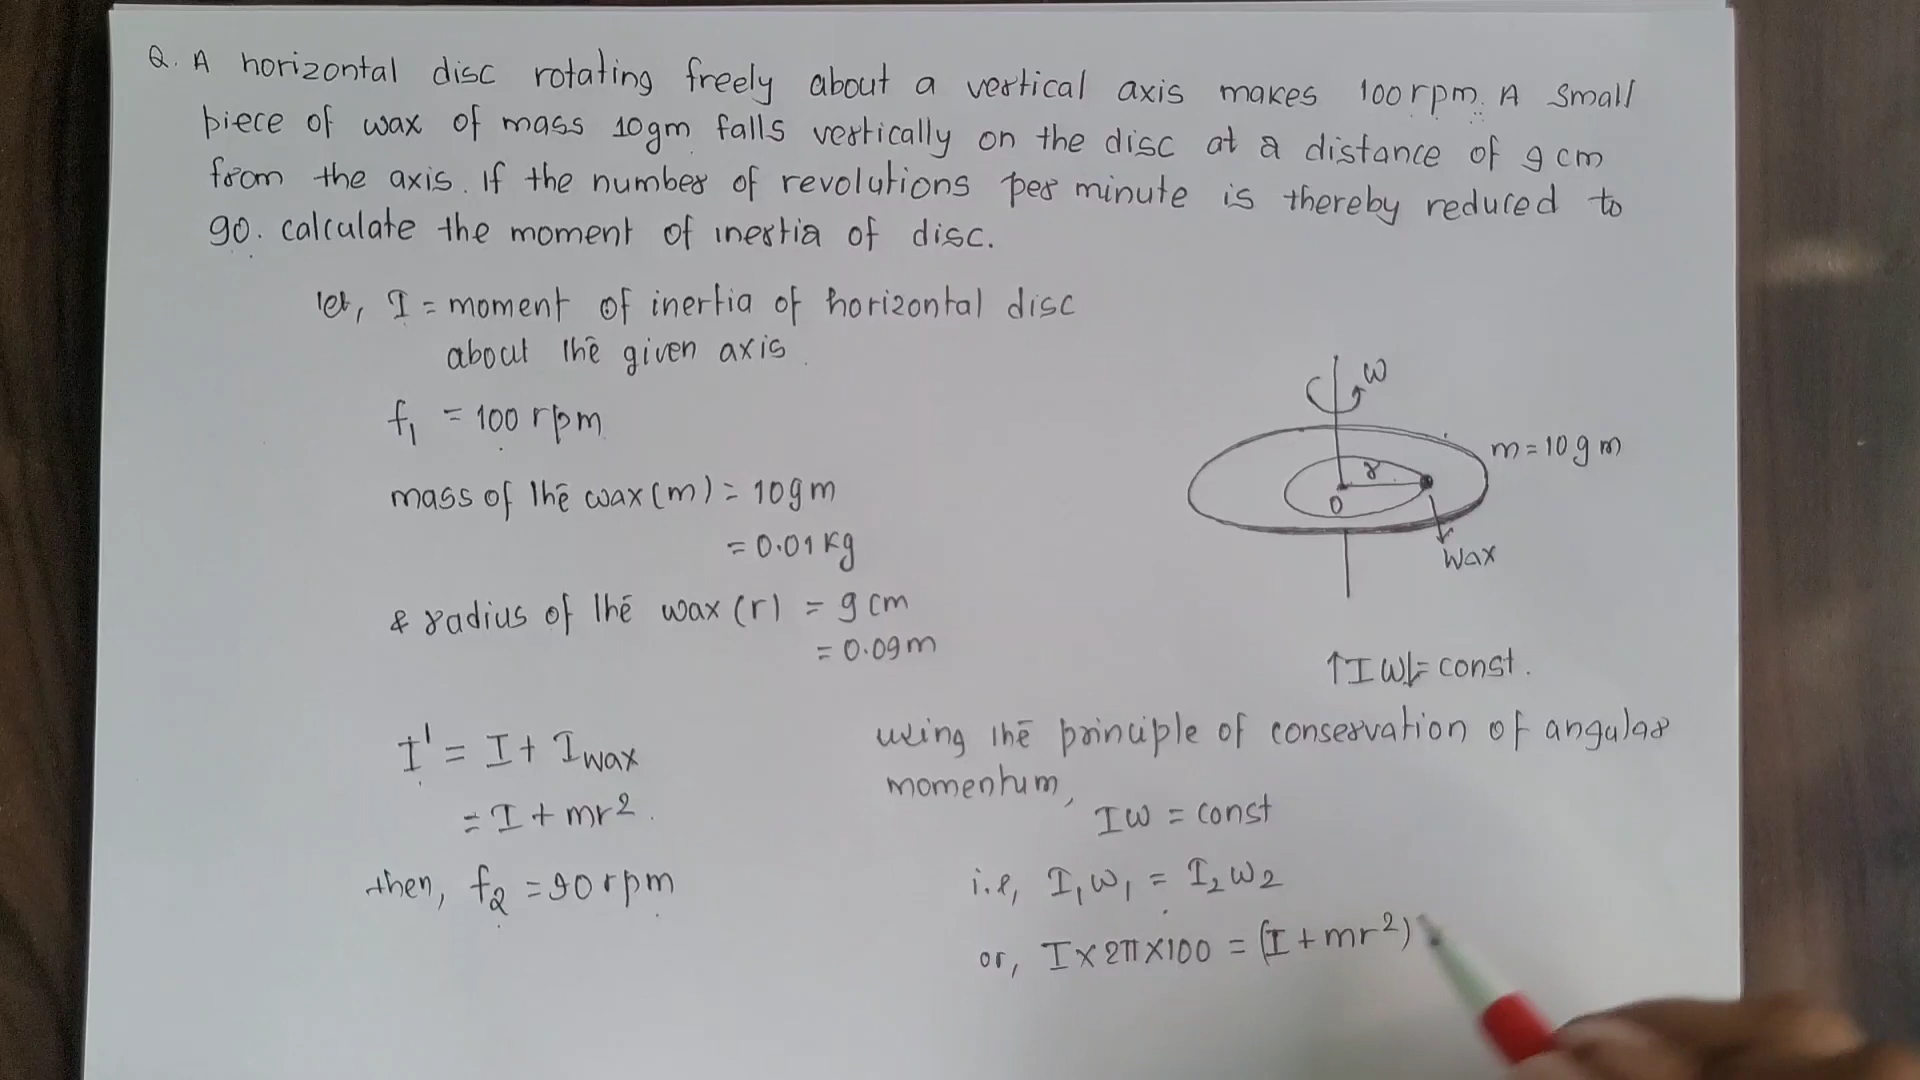 Q. A horizontal disc rotating freely about a vertical axis makes 100 rpm. A small
piece of wax of mass 10gm falls vertically on the disc at a distance of 9 cm
from the axis. If the number of revolutions per minute is thereby reduced to
90. calculate the moment of inertia of disc.
let, I = moment of inertia of horizontal disc
about the given axis.
f₁ = 100 rpm
mass of the wax (m) = 10gm
= 0.01 kg
& radius of the wax (r) = 9 cm
= 0.09m
I' = I + I wax
= I + mr².
then, f₂ = 90 rpm
ω
m = 10 gm
r
O
wax
↑I ω↓ = const.
using the principle of conservation of angular
momentum,
Iω = const
i.e, I₁ω₁ = I₂ω₂
or, I × 2π × 100 = (I + mr²)